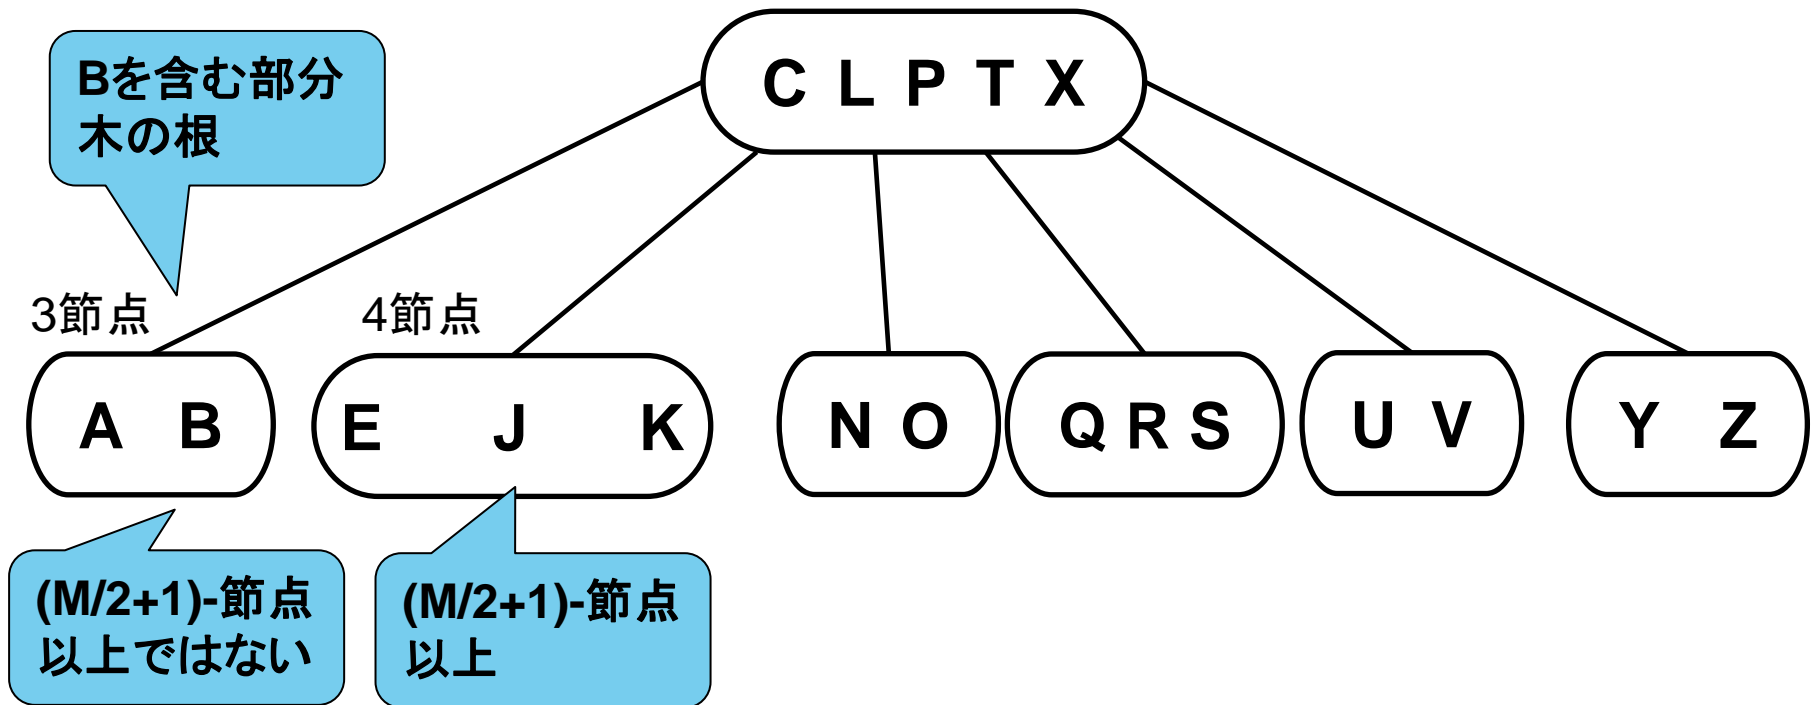 C L P T X
Bを含む部分
木の根
3節点
4節点
A B
E J K
N O
Q R S
U V
Y Z
(M/2+1)-節点
以上ではない
(M/2+1)-節点
以上